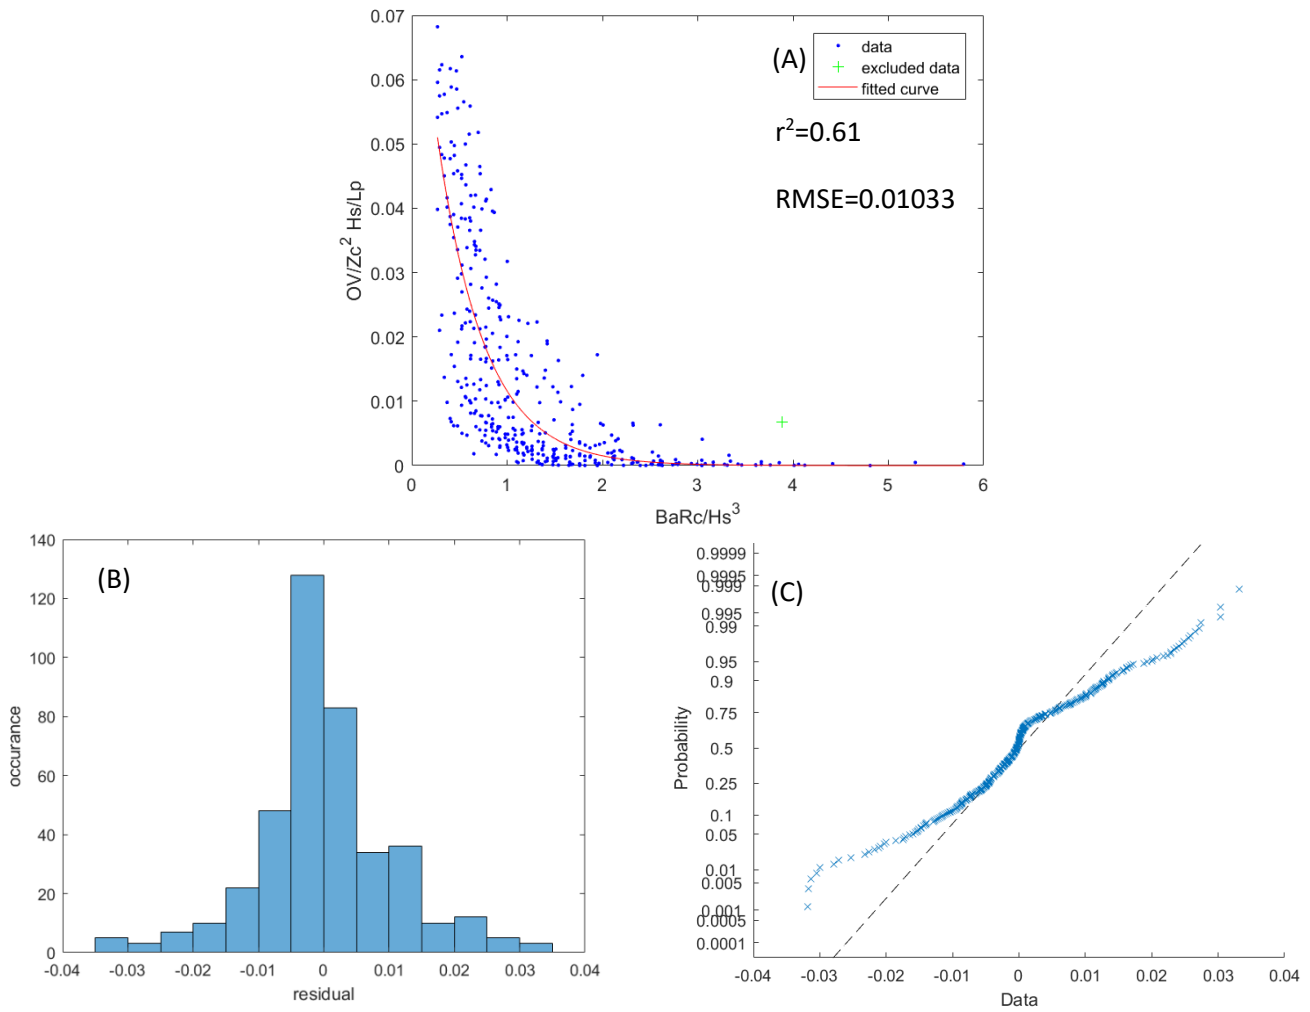 0.07
(A)
data
excluded data
fitted curve
0.06
r²=0.61
0.05
RMSE=0.01033
0.04
OV/Zc² Hs/Lp
0.03
0.02
0.01
0
0 1 2 3 4 5 6
BaRc/Hs³
140
(B)
120
100
80
60
40
20
0
occurance
-0.04 -0.03 -0.02 -0.01 0 0.01 0.02 0.03 0.04
residual
0.9999
0.9995
0.999
(C)
0.995
0.99
0.95
0.9
0.75
Probability
0.5
0.25
0.1
0.05
0.01
0.005
0.001
0.0005
0.0001
-0.04 -0.03 -0.02 -0.01 0 0.01 0.02 0.03 0.04
Data